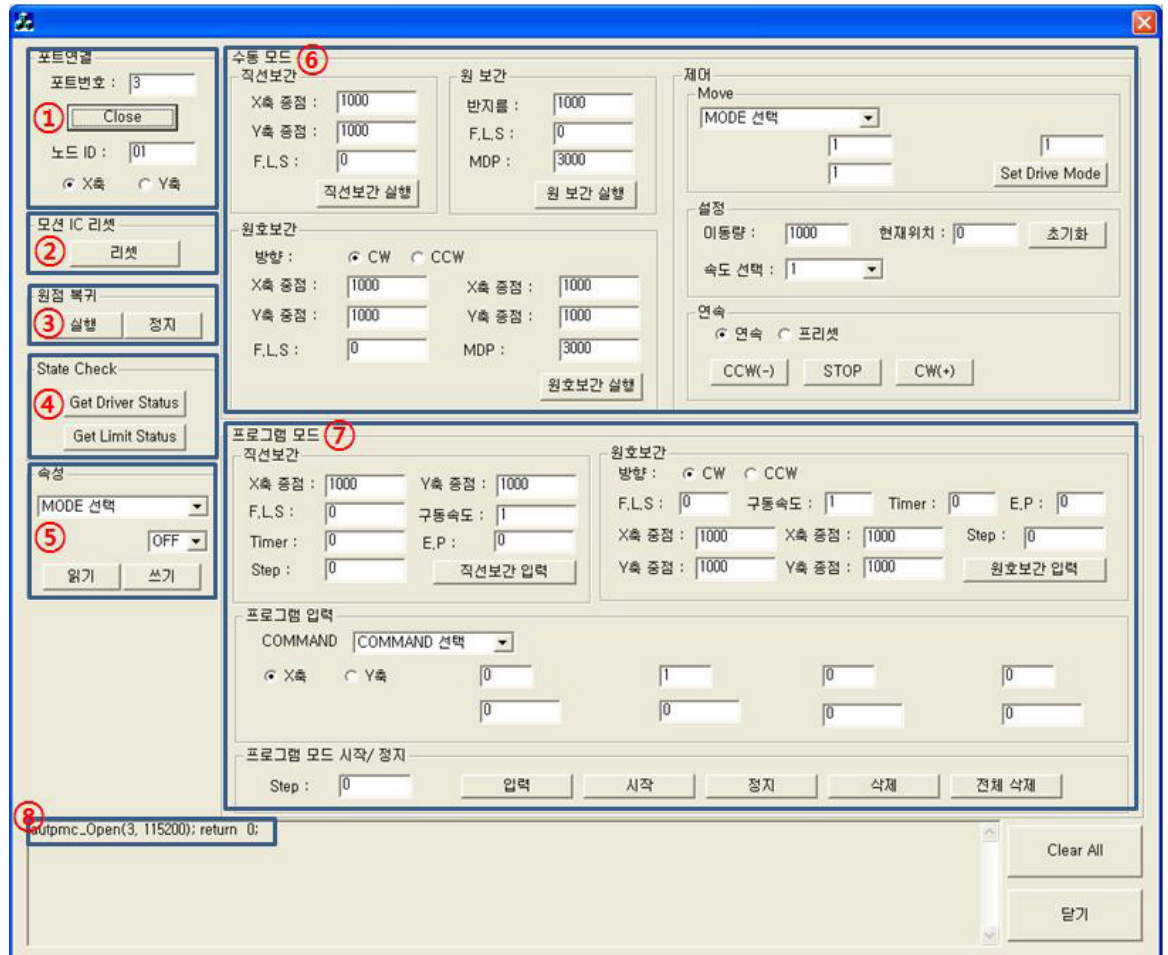 포트연결
포트번호 : 3
① Close
노드 ID : 01
X축 Y축
모션 IC 리셋
② 리셋
원점 복귀
③ 실행 정지
State Check
④ Get Driver Status
Get Limit Status
속성
MODE 선택
⑤ OFF
읽기 쓰기
수동 모드 ⑥
직선보간
X축 종점 : 1000
Y축 종점 : 1000
F.L.S : 0
직선보간 실행
원 보간
반지름 : 1000
F.L.S : 0
MDP : 3000
원 보간 실행
원호보간
방향 : CW CCW
X축 중점 : 1000 X축 종점 : 1000
Y축 중점 : 1000 Y축 종점 : 1000
F.L.S : 0 MDP : 3000
원호보간 실행
제어
Move
MODE 선택
1 1
1 Set Drive Mode
설정
이동량 : 1000 현재위치 : 0 초기화
속도 선택 : 1
연속
연속 프리셋
CCW(-) STOP CW(+)
프로그램 모드 ⑦
직선보간
X축 종점 : 1000 Y축 종점 : 1000
F.L.S : 0 구동속도 : 1
Timer : 0 E.P : 0
Step : 0 직선보간 입력
원호보간
방향 : CW CCW
F.L.S : 0 구동속도 : 1 Timer : 0 E.P : 0
X축 중점 : 1000 X축 종점 : 1000 Step : 0
Y축 중점 : 1000 Y축 종점 : 1000 원호보간 입력
프로그램 입력
COMMAND COMMAND 선택
X축 Y축 0 1 0 0
0 0 0 0
프로그램 모드 시작/ 정지
Step : 0 입력 시작 정지 삭제 전체 삭제
⑧
autpmc_Open(3, 115200); return 0;
Clear All
닫기